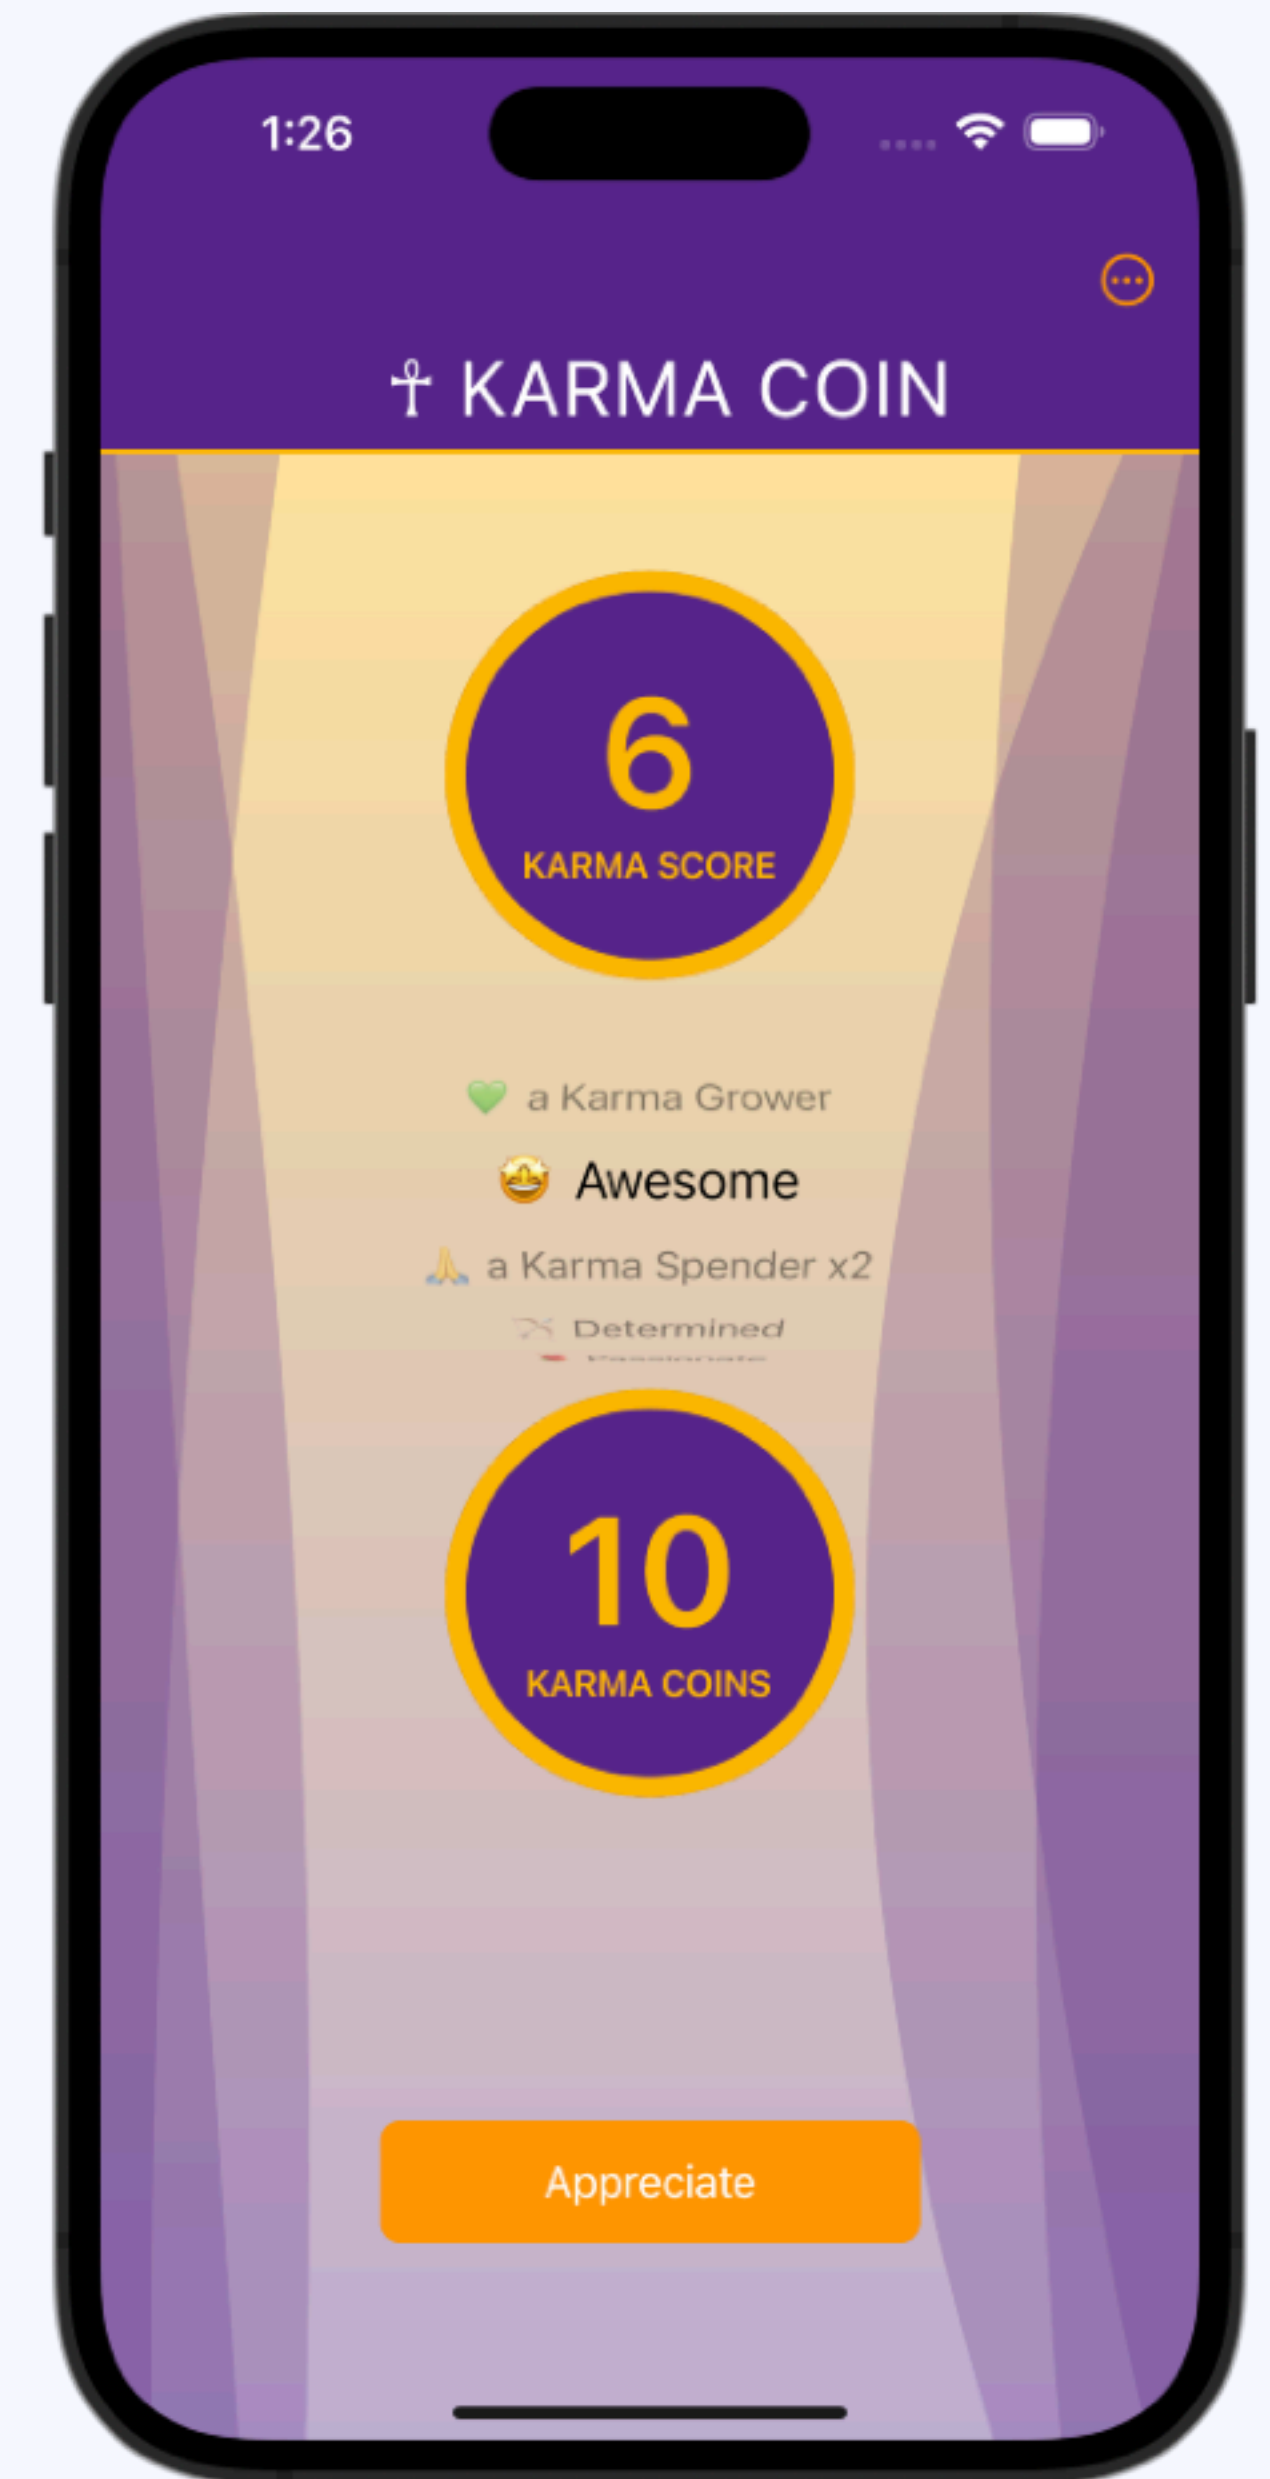 1:26
☥ KARMA COIN
6
KARMA SCORE
💚 a Karma Grower
🤩 Awesome
🙏 a Karma Spender x2
🏹 Determined
10
KARMA COINS
Appreciate